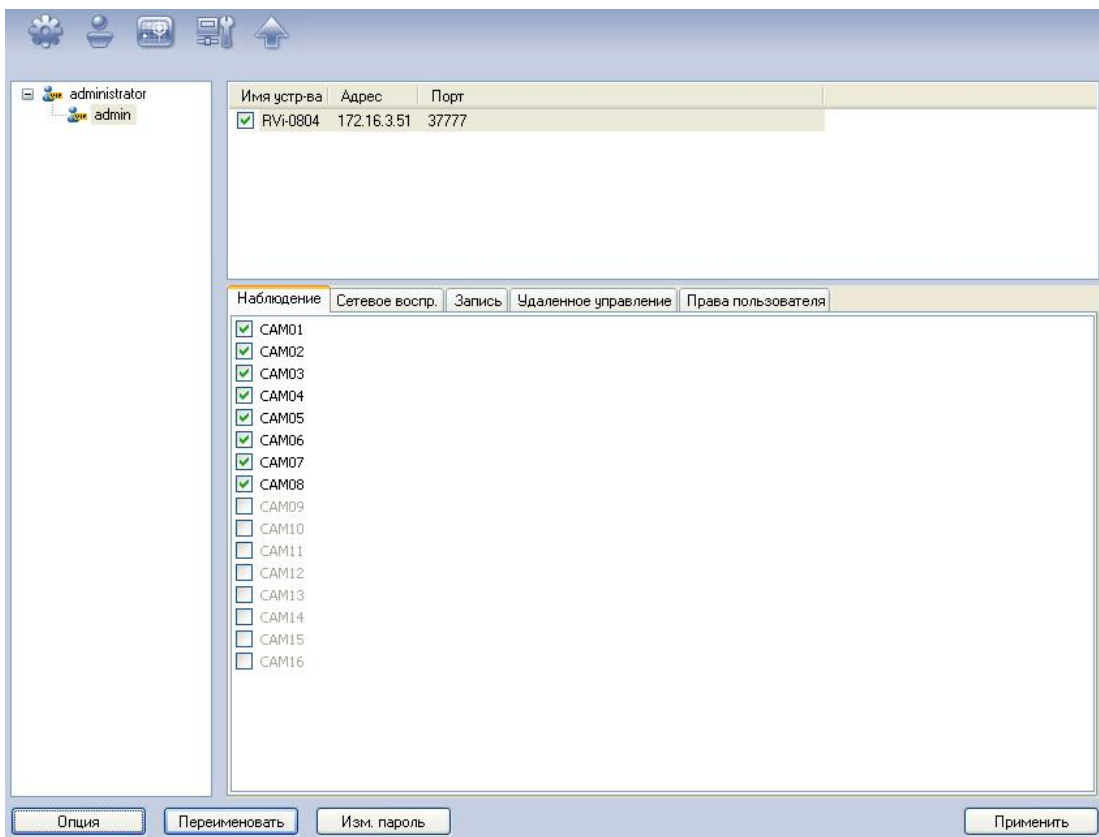 administrator
admin
Имя устр-ва Адрес Порт
RVi-0804 172.16.3.51 37777
Наблюдение Сетевое воспр. Запись Удаленное управление Права пользователя
CAM01
CAM02
CAM03
CAM04
CAM05
CAM06
CAM07
CAM08
CAM09
CAM10
CAM11
CAM12
CAM13
CAM14
CAM15
CAM16
Опция Переименовать Изм. пароль Применить